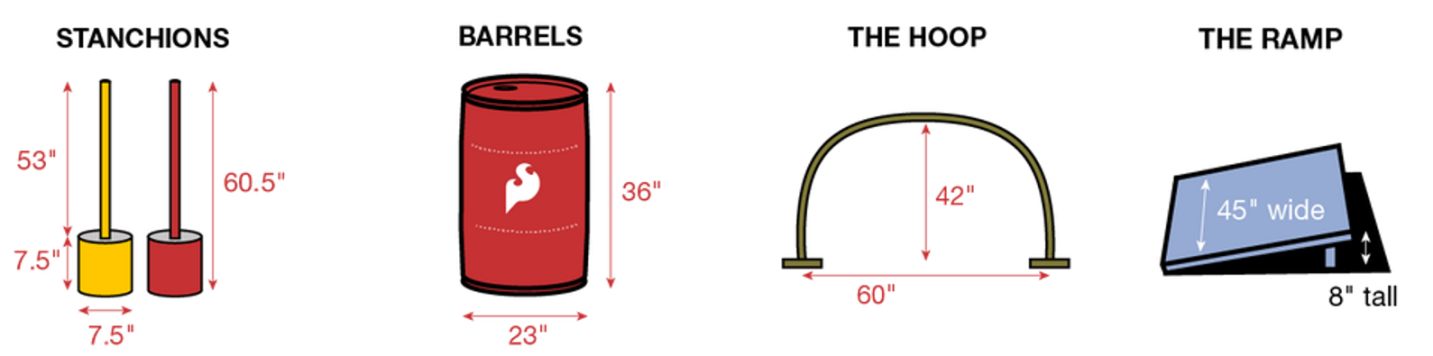 STANCHIONS
53"
60.5"
7.5"
7.5"
BARRELS
36"
23"
THE HOOP
42"
60"
THE RAMP
45" wide
8" tall